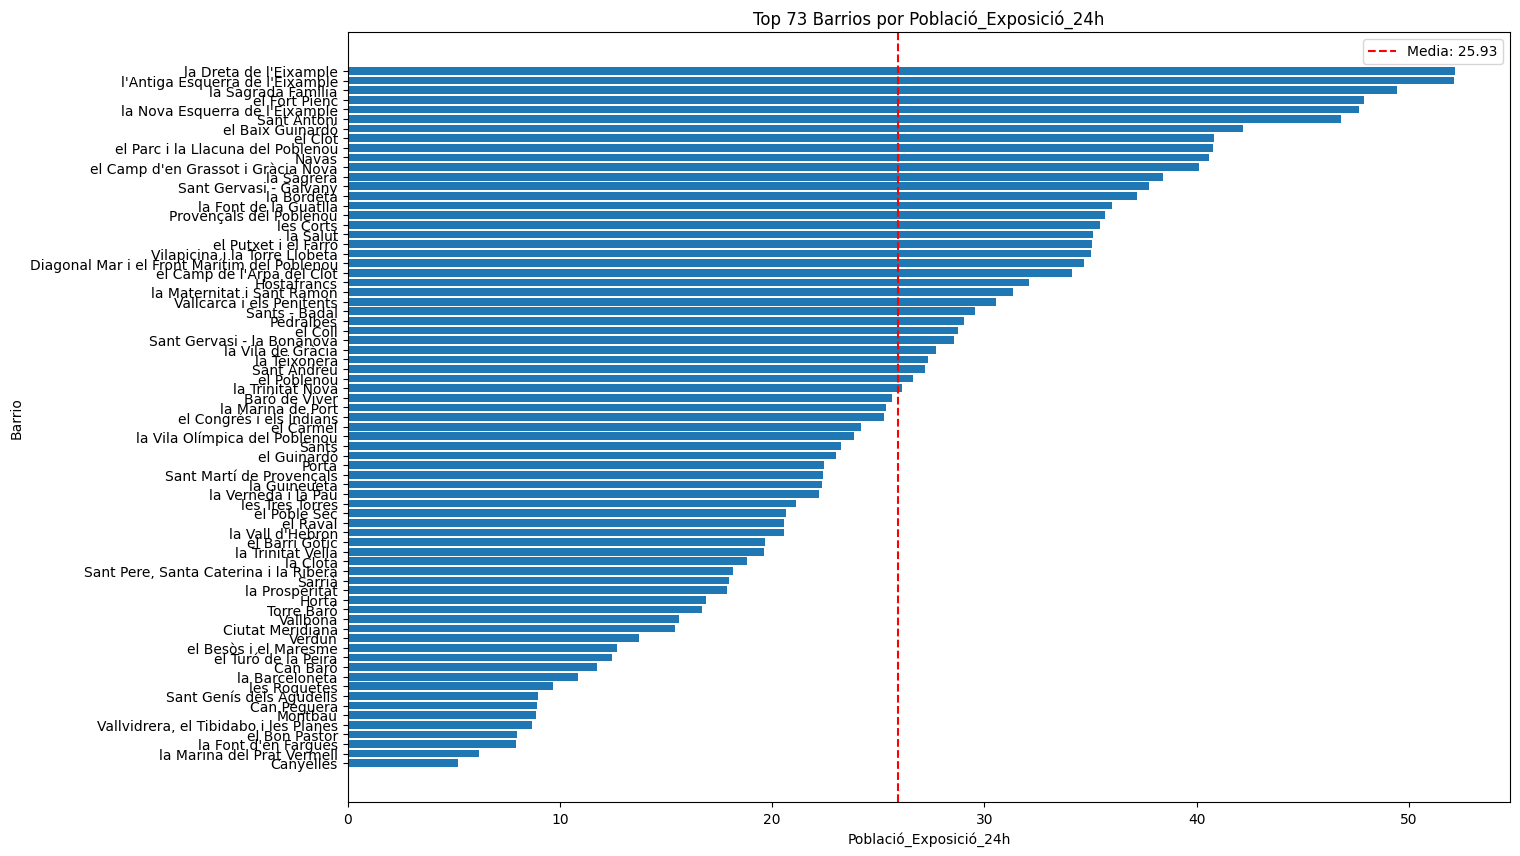 Top 73 Barrios por Població_Exposició_24h
Media: 25.93
la Dreta de l'Eixample
l'Antiga Esquerra de l'Eixample
la Sagrada Família
el Fort Pienc
la Nova Esquerra de l'Eixample
Sant Antoni
el Baix Guinardó
el Clot
el Parc i la Llacuna del Poblenou
Navas
el Camp d'en Grassot i Gràcia Nova
la Sagrera
Sant Gervasi - Galvany
la Bordeta
la Font de la Guatlla
Provençals del Poblenou
les Corts
la Salut
el Putxet i el Farró
Vilapicina i la Torre Llobeta
Diagonal Mar i el Front Marítim del Poblenou
el Camp de l'Arpa del Clot
Hostafrancs
la Maternitat i Sant Ramon
Vallcarca i els Penitents
Sants - Badal
Pedralbes
el Coll
Sant Gervasi - la Bonanova
la Vila de Gràcia
la Teixonera
Sant Andreu
el Poblenou
la Trinitat Nova
Baró de Viver
la Marina de Port
el Congrés i els Indians
el Carmel
la Vila Olímpica del Poblenou
Sants
el Guinardó
Porta
Sant Martí de Provençals
la Guineueta
la Verneda i la Pau
les Tres Torres
el Poble Sec
el Raval
la Vall d'Hebron
el Barri Gòtic
la Trinitat Vella
la Clota
Sant Pere, Santa Caterina i la Ribera
Sarrià
la Prosperitat
Horta
Torre Baró
Vallbona
Ciutat Meridiana
Verdun
el Besòs i el Maresme
el Turó de la Peira
Can Baró
la Barceloneta
les Roquetes
Sant Genís dels Agudells
Can Peguera
Montbau
Vallvidrera, el Tibidabo i les Planes
el Bon Pastor
la Font d'en Fargues
la Marina del Prat Vermell
Canyelles
Barrio
0 10 20 30 40 50
Població_Exposició_24h